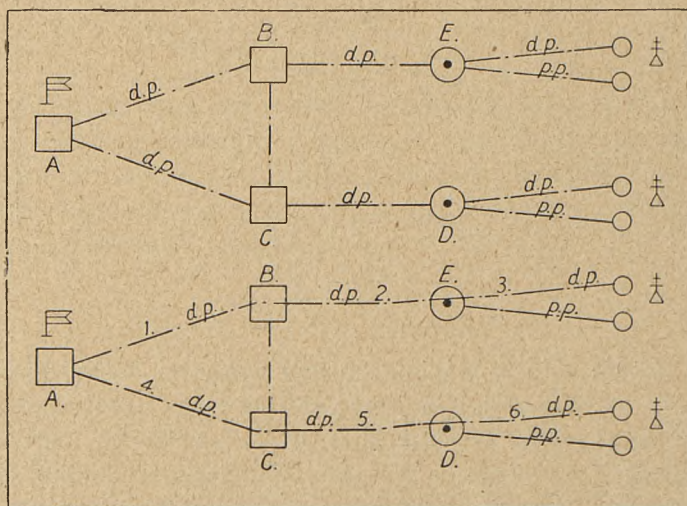 B. E.
d.p. d.p. d.p.
p.p.
A
d.p. d.p. d.p.
p.p.
C D.
B. E.
1. d.p. d.p. 2. 3. d.p.
p.p.
A.
4. d.p. d.p. 5. 6. d.p.
p.p.
C. D.